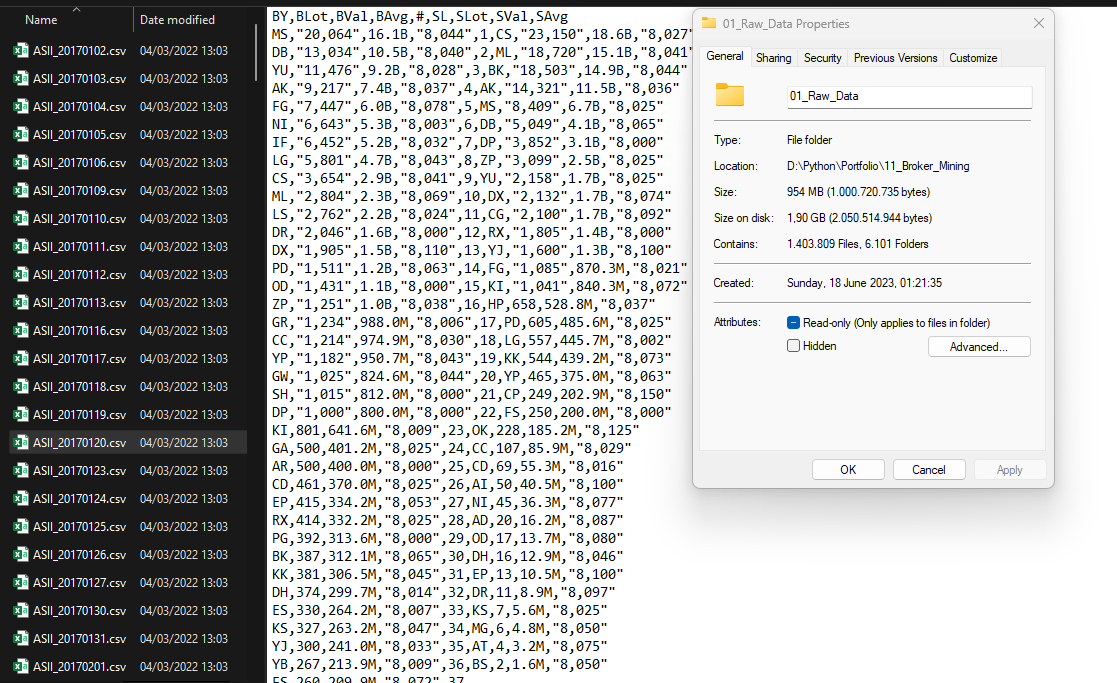 Name Date modified
ASII_20170102.csv 04/03/2022 13:03
ASII_20170103.csv 04/03/2022 13:03
ASII_20170104.csv 04/03/2022 13:03
ASII_20170105.csv 04/03/2022 13:03
ASII_20170106.csv 04/03/2022 13:03
ASII_20170109.csv 04/03/2022 13:03
ASII_20170110.csv 04/03/2022 13:03
ASII_20170111.csv 04/03/2022 13:03
ASII_20170112.csv 04/03/2022 13:03
ASII_20170113.csv 04/03/2022 13:03
ASII_20170116.csv 04/03/2022 13:03
ASII_20170117.csv 04/03/2022 13:03
ASII_20170118.csv 04/03/2022 13:03
ASII_20170119.csv 04/03/2022 13:03
ASII_20170120.csv 04/03/2022 13:03
ASII_20170123.csv 04/03/2022 13:03
ASII_20170124.csv 04/03/2022 13:03
ASII_20170125.csv 04/03/2022 13:03
ASII_20170126.csv 04/03/2022 13:03
ASII_20170127.csv 04/03/2022 13:03
ASII_20170130.csv 04/03/2022 13:03
ASII_20170131.csv 04/03/2022 13:03
ASII_20170201.csv 04/03/2022 13:03
BY,BLot,BVal,BAvg,#,SL,SLot,SVal,SAvg
MS,"20,064",16.1B,"8,044",1,CS,"23,150",18.6B,"8,027"
DB,"13,034",10.5B,"8,040",2,ML,"18,720",15.1B,"8,041"
YU,"11,476",9.2B,"8,028",3,BK,"18,503",14.9B,"8,044"
AK,"9,217",7.4B,"8,037",4,AK,"14,321",11.5B,"8,036"
FG,"7,447",6.0B,"8,078",5,MS,"8,409",6.7B,"8,025"
NI,"6,643",5.3B,"8,003",6,DB,"5,049",4.1B,"8,065"
IF,"6,452",5.2B,"8,032",7,DP,"3,852",3.1B,"8,000"
LG,"5,801",4.7B,"8,043",8,ZP,"3,099",2.5B,"8,025"
CS,"3,654",2.9B,"8,041",9,YU,"2,158",1.7B,"8,025"
ML,"2,804",2.3B,"8,069",10,DX,"2,132",1.7B,"8,074"
LS,"2,762",2.2B,"8,024",11,CG,"2,100",1.7B,"8,092"
DR,"2,046",1.6B,"8,000",12,RX,"1,805",1.4B,"8,000"
DX,"1,905",1.5B,"8,110",13,YJ,"1,600",1.3B,"8,100"
PD,"1,511",1.2B,"8,063",14,FG,"1,085",870.3M,"8,021"
OD,"1,431",1.1B,"8,000",15,KI,"1,041",840.3M,"8,072"
ZP,"1,251",1.0B,"8,038",16,HP,658,528.8M,"8,037"
GR,"1,234",988.0M,"8,006",17,PD,605,485.6M,"8,025"
CC,"1,214",974.9M,"8,030",18,LG,557,445.7M,"8,002"
YP,"1,182",950.7M,"8,043",19,KK,544,439.2M,"8,073"
GW,"1,025",824.6M,"8,044",20,YP,465,375.0M,"8,063"
SH,"1,015",812.0M,"8,000",21,CP,249,202.9M,"8,150"
DP,"1,000",800.0M,"8,000",22,FS,250,200.0M,"8,000"
KI,801,641.6M,"8,009",23,OK,228,185.2M,"8,125"
GA,500,401.2M,"8,025",24,CC,107,85.9M,"8,029"
AR,500,400.0M,"8,000",25,CD,69,55.3M,"8,016"
CD,461,370.0M,"8,025",26,AI,50,40.5M,"8,100"
EP,415,334.2M,"8,053",27,NI,45,36.3M,"8,077"
RX,414,332.2M,"8,025",28,AD,20,16.2M,"8,087"
PG,392,313.6M,"8,000",29,OD,17,13.7M,"8,080"
BK,387,312.1M,"8,065",30,DH,16,12.9M,"8,046"
KK,381,306.5M,"8,045",31,EP,13,10.5M,"8,100"
DH,374,299.7M,"8,014",32,DR,11,8.9M,"8,097"
ES,330,264.2M,"8,007",33,KS,7,5.6M,"8,025"
KS,327,263.2M,"8,047",34,MG,6,4.8M,"8,050"
YJ,300,241.0M,"8,033",35,AT,4,3.2M,"8,075"
YB,267,213.9M,"8,009",36,BS,2,1.6M,"8,050"
FS,260,209.9M,"8,072",37
01_Raw_Data Properties
General Sharing Security Previous Versions Customize
01_Raw_Data
Type: File folder
Location: D:\Python\Portfolio\11_Broker_Mining
Size: 954 MB (1.000.720.735 bytes)
Size on disk: 1,90 GB (2.050.514.944 bytes)
Contains: 1.403.809 Files, 6.101 Folders
Created: Sunday, 18 June 2023, 01:21:35
Attributes: Read-only (Only applies to files in folder)
Hidden Advanced...
OK Cancel Apply